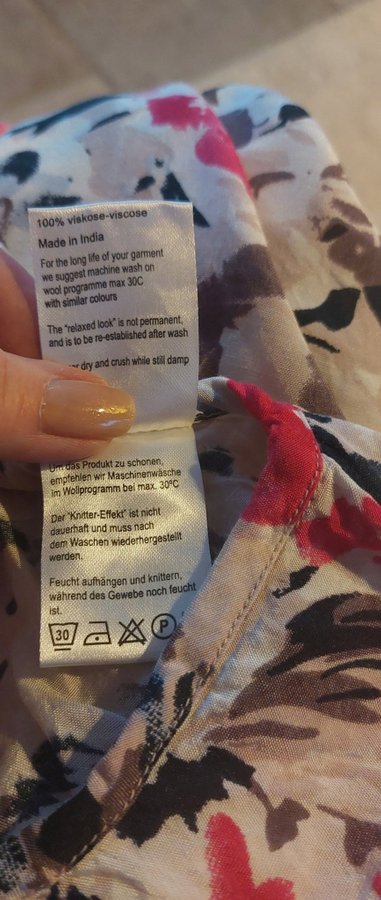 100% viskose-viscose
Made in India
For the long life of your garment
we suggest machine wash on
wool programme max 30C
with similar colours
The "relaxed look" is not permanent,
and is to be re-established after wash
dry and crush while still damp
Um das Produkt zu schonen,
empfehlen wir Maschinenwäsche
im Wollprogramm bei max. 30°C
Der "Knitter-Effekt" ist nicht
dauerhaft und muss nach
dem Waschen wiederhergestellt
werden.
Feucht aufhängen und knittern,
während des Gewebe noch feucht
ist.
30 P